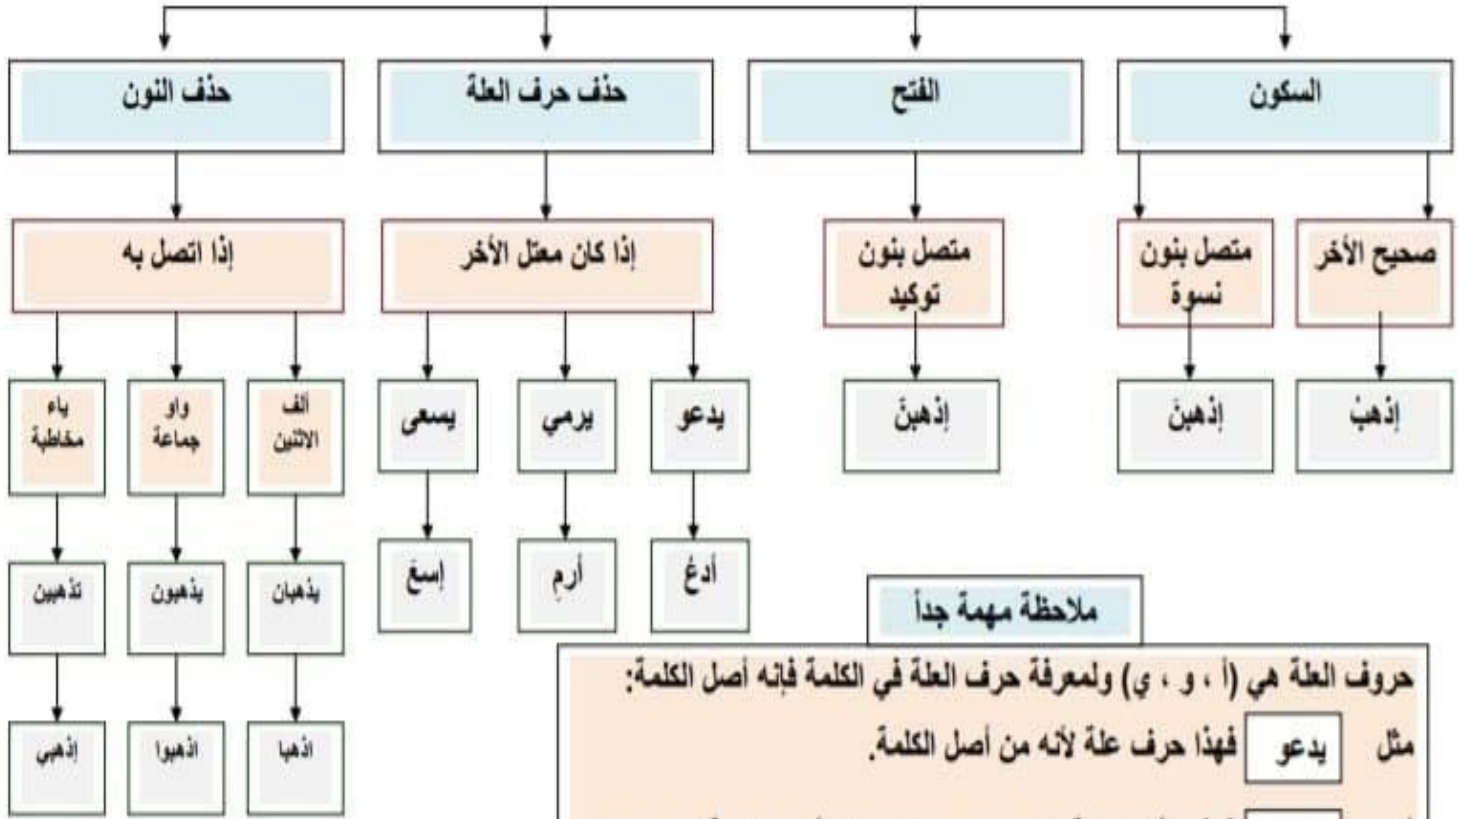 السكون
الفتح
حذف حرف العلة
حذف النون
صحيح الأخر
متصل بنون
نسوة
متصل بنون
توكيد
إذا كان معتل الأخر
إذا اتصل به
إذهبْ
إذهبنَ
إذهبنَ
يدعو
يرمي
يسعى
ألف
الاثنين
واو
جماعة
ياء
مخاطبة
أدعُ
أرمِ
إسعَ
يذهبان
يذهبون
تذهبين
اذهبا
اذهبوا
إذهبي
ملاحظة مهمة جداً
حروف العلة هي (أ ، و ، ي) ولمعرفة حرف العلة في الكلمة فإنه أصل الكلمة:
مثل يدعو فهذا حرف علة لأنه من أصل الكلمة.